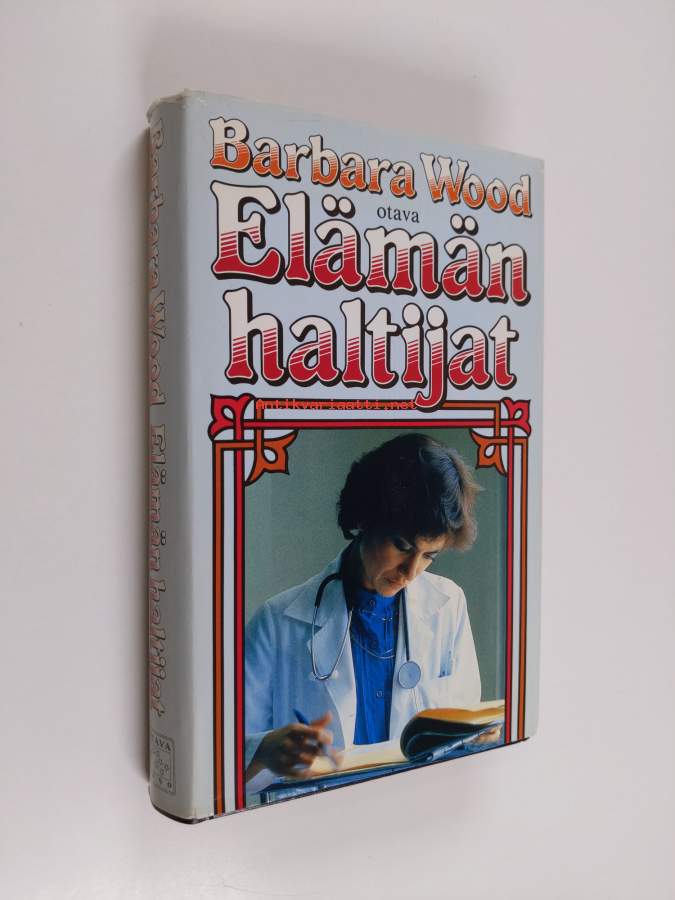 Barbara Wood
otava
Elämän
haltijat
antikvariaatti.net
Barbara Wood Elämän haltijat